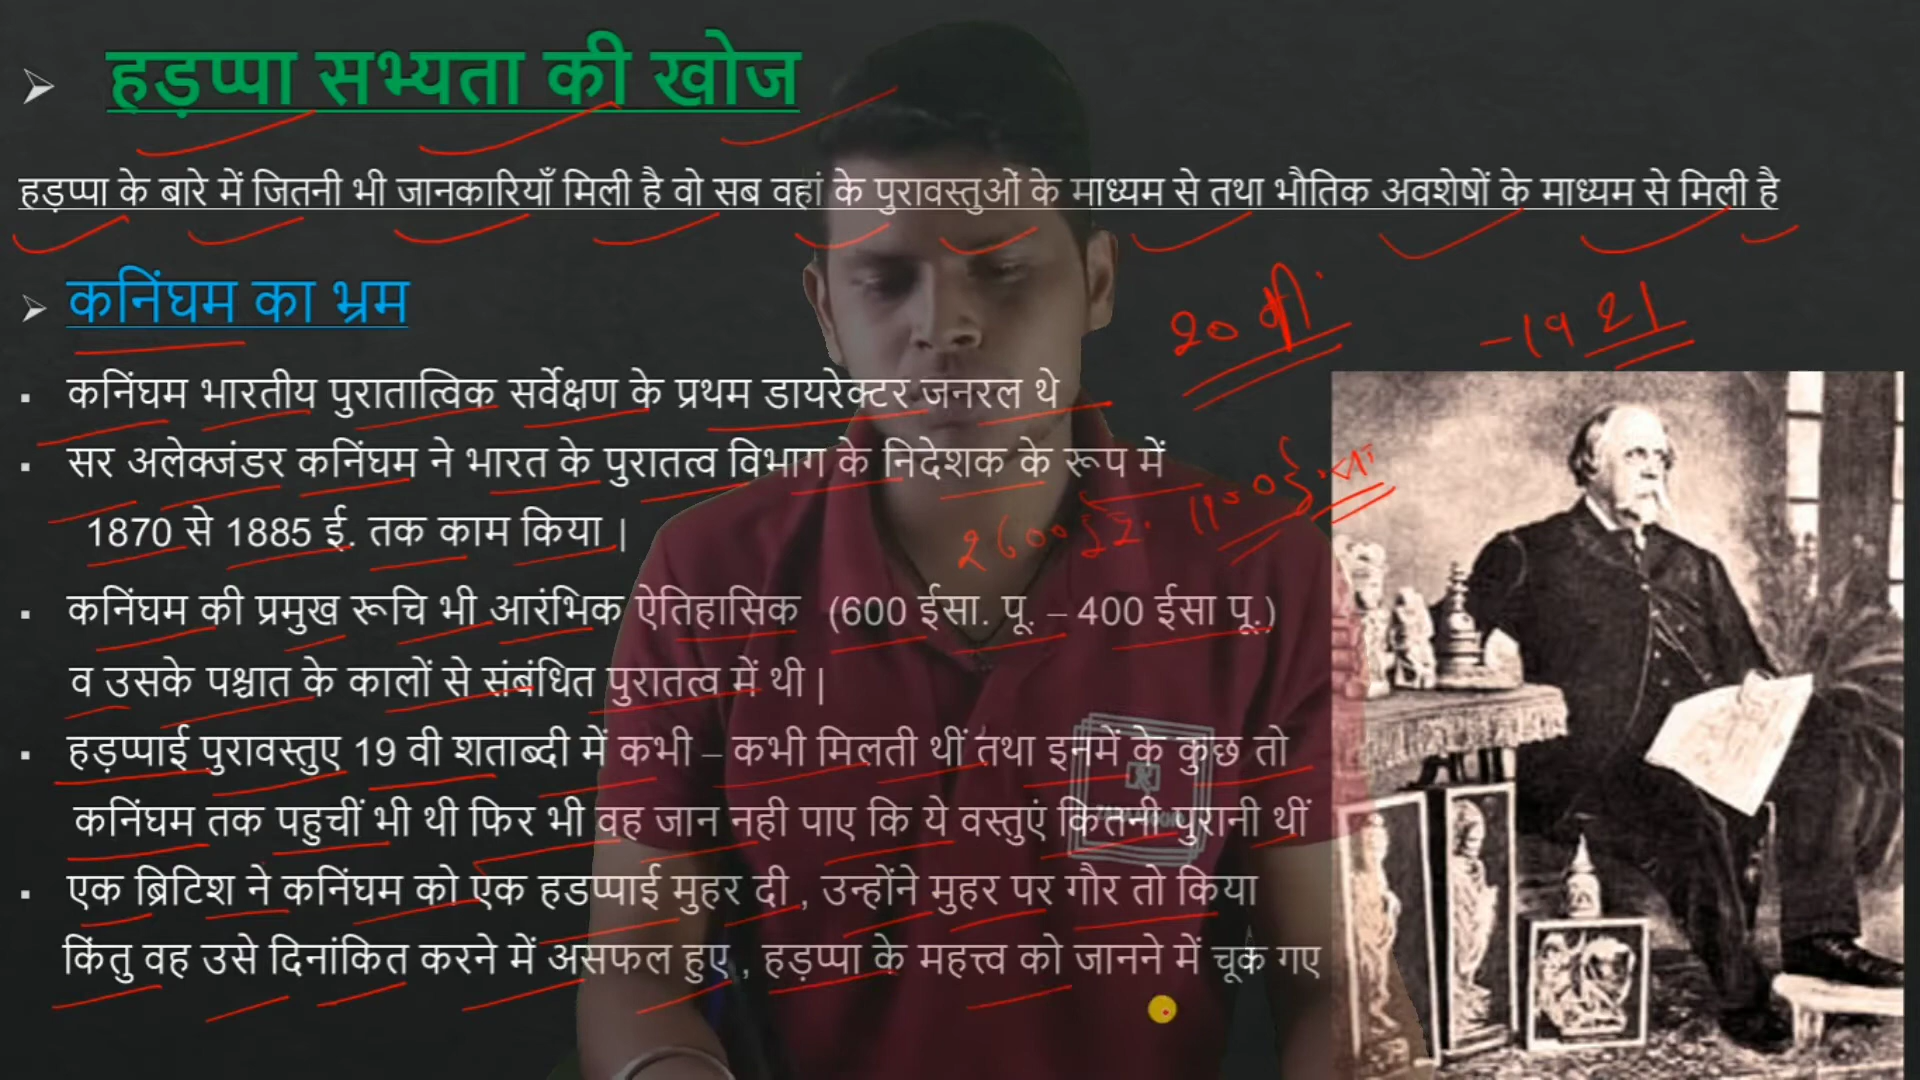 ➢ हड़प्पा सभ्यता की खोज
हड़प्पा के बारे में जितनी भी जानकारियाँ मिली है वो सब वहां के पुरावस्तुओं के माध्यम से तथा भौतिक अवशेषों के माध्यम से मिली है
➢ कनिंघम का भ्रम
20 वी
-1921
▪ कनिंघम भारतीय पुरातात्विक सर्वेक्षण के प्रथम डायरेक्टर जनरल थे
▪ सर अलेक्जंडर कनिंघम ने भारत के पुरातत्व विभाग के निदेशक के रूप में
1870 से 1885 ई. तक काम किया |
2600 1900
▪ कनिंघम की प्रमुख रूचि भी आरंभिक ऐतिहासिक (600 ईसा. पू. – 400 ईसा पू.)
व उसके पश्चात के कालों से संबंधित पुरातत्व में थी |
▪ हड़प्पाई पुरावस्तुए 19 वी शताब्दी में कभी – कभी मिलती थीं तथा इनमें के कुछ तो
कनिंघम तक पहुचीं भी थी फिर भी वह जान नही पाए कि ये वस्तुएं कितनी पुरानी थीं
▪ एक ब्रिटिश ने कनिंघम को एक हडप्पाई मुहर दी , उन्होंने मुहर पर गौर तो किया
किंतु वह उसे दिनांकित करने में असफल हुए , हड़प्पा के महत्त्व को जानने में चूक गए